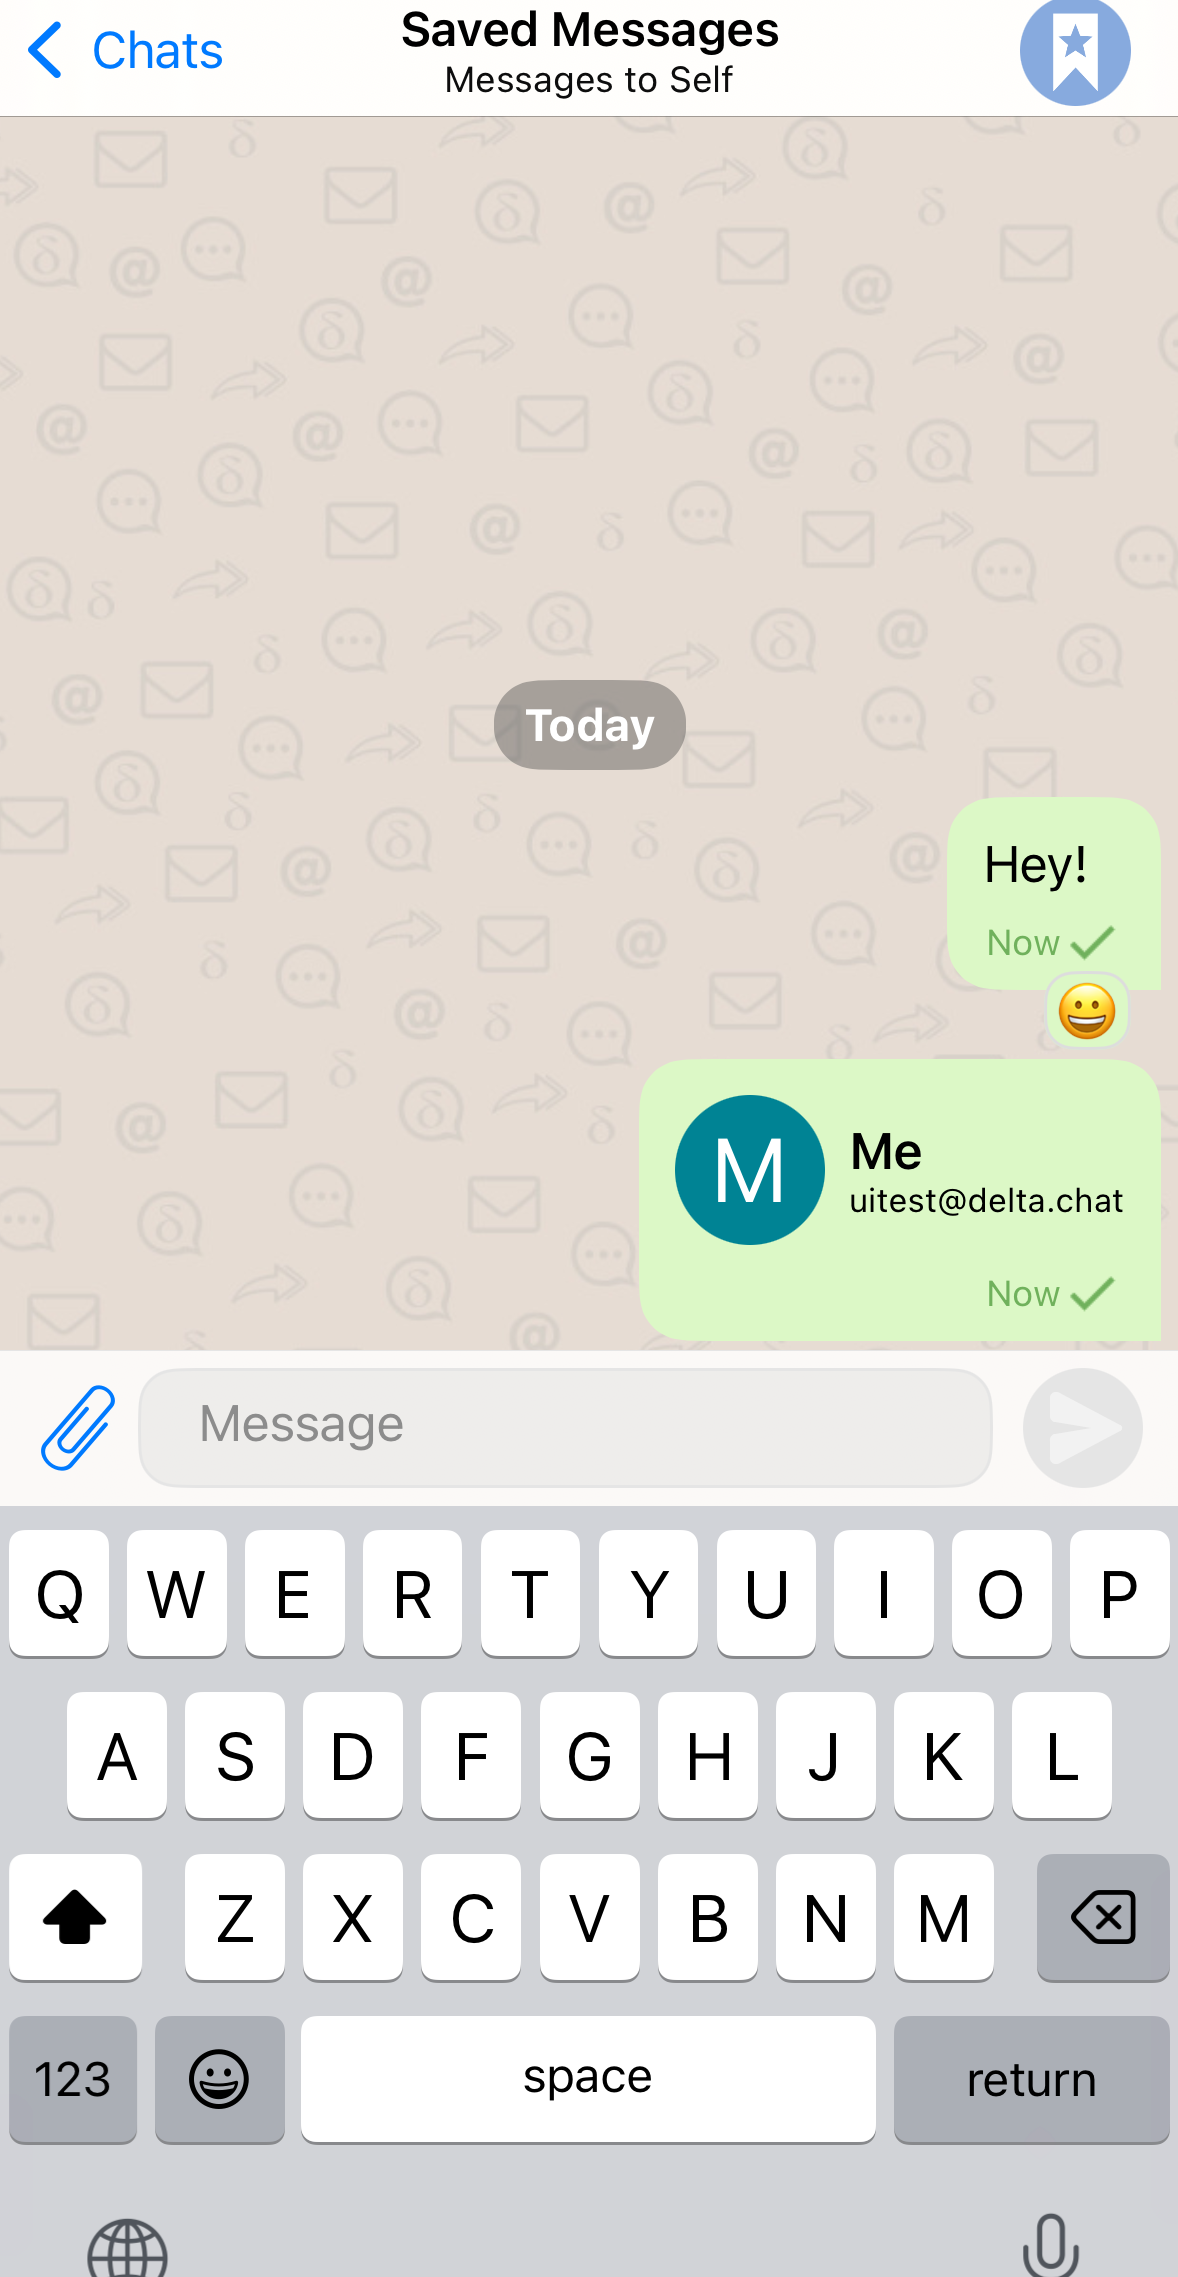 Chats
Saved Messages
Messages to Self
Today
Hey!
Now
😀
M
Me
uitest@delta.chat
Now
Message
Q W E R T Y U I O P
A S D F G H J K L
Z X C V B N M
123 space return